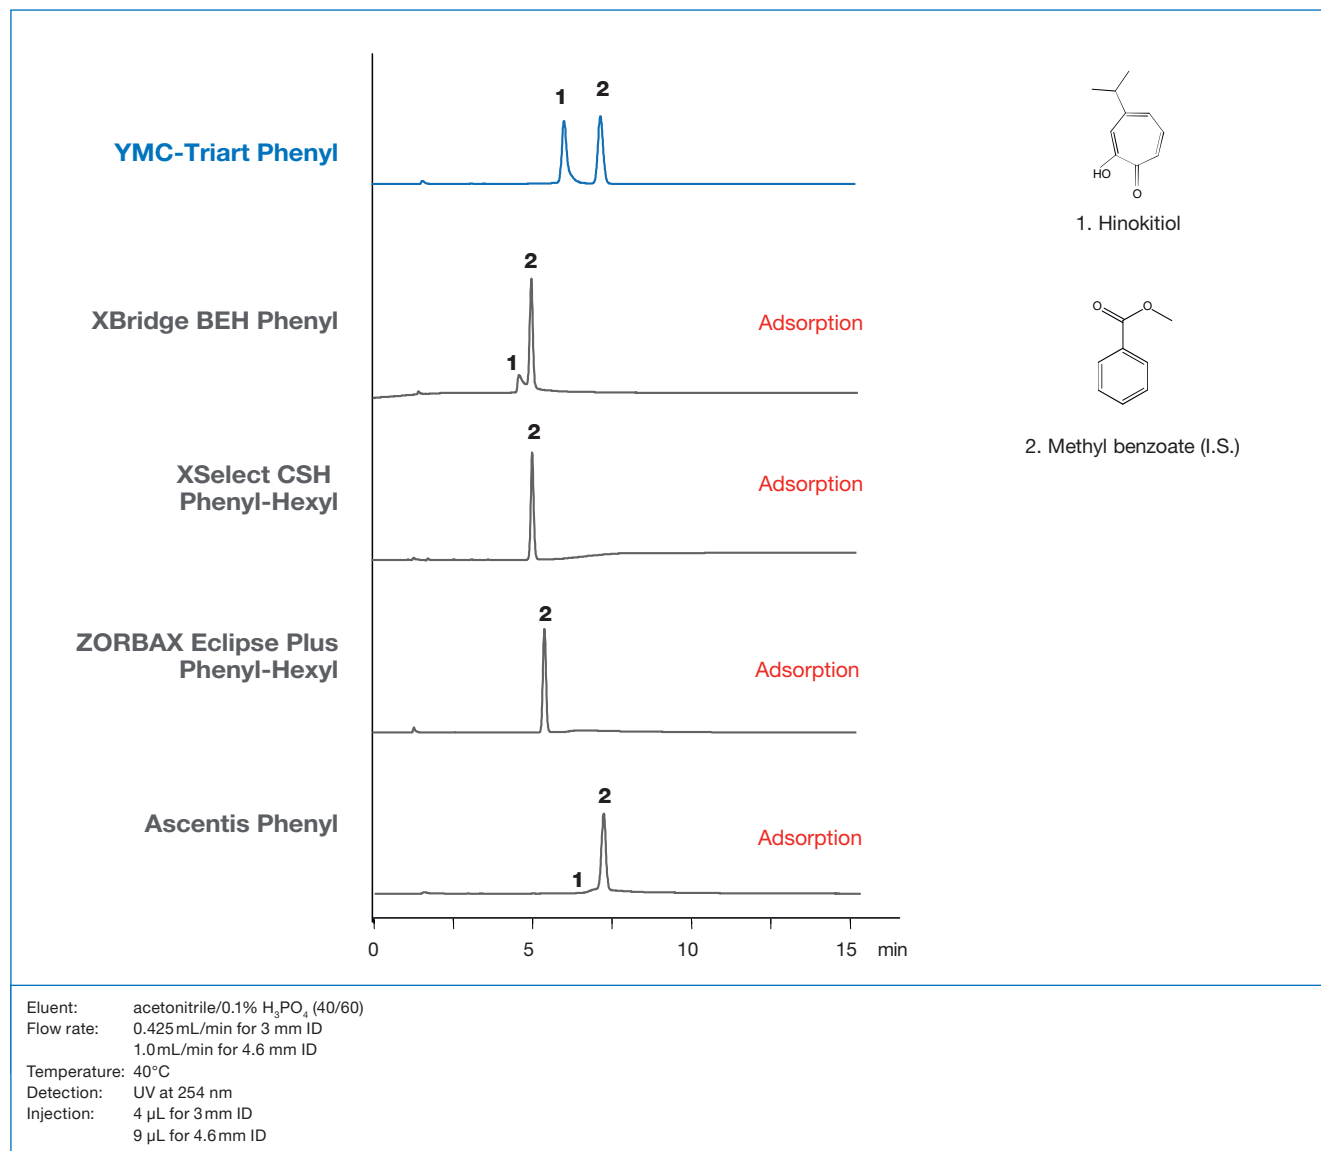 1
2
YMC-Triart Phenyl
HO
O
1. Hinokitiol
2
XBridge BEH Phenyl
1
Adsorption
O
O
2. Methyl benzoate (I.S.)
2
XSelect CSH
Phenyl-Hexyl
Adsorption
2
ZORBAX Eclipse Plus
Phenyl-Hexyl
Adsorption
2
Ascentis Phenyl
1
Adsorption
0 5 10 15 min
Eluent: acetonitrile/0.1% H₃PO₄ (40/60)
Flow rate: 0.425 mL/min for 3 mm ID
1.0 mL/min for 4.6 mm ID
Temperature: 40°C
Detection: UV at 254 nm
Injection: 4 µL for 3 mm ID
9 µL for 4.6 mm ID